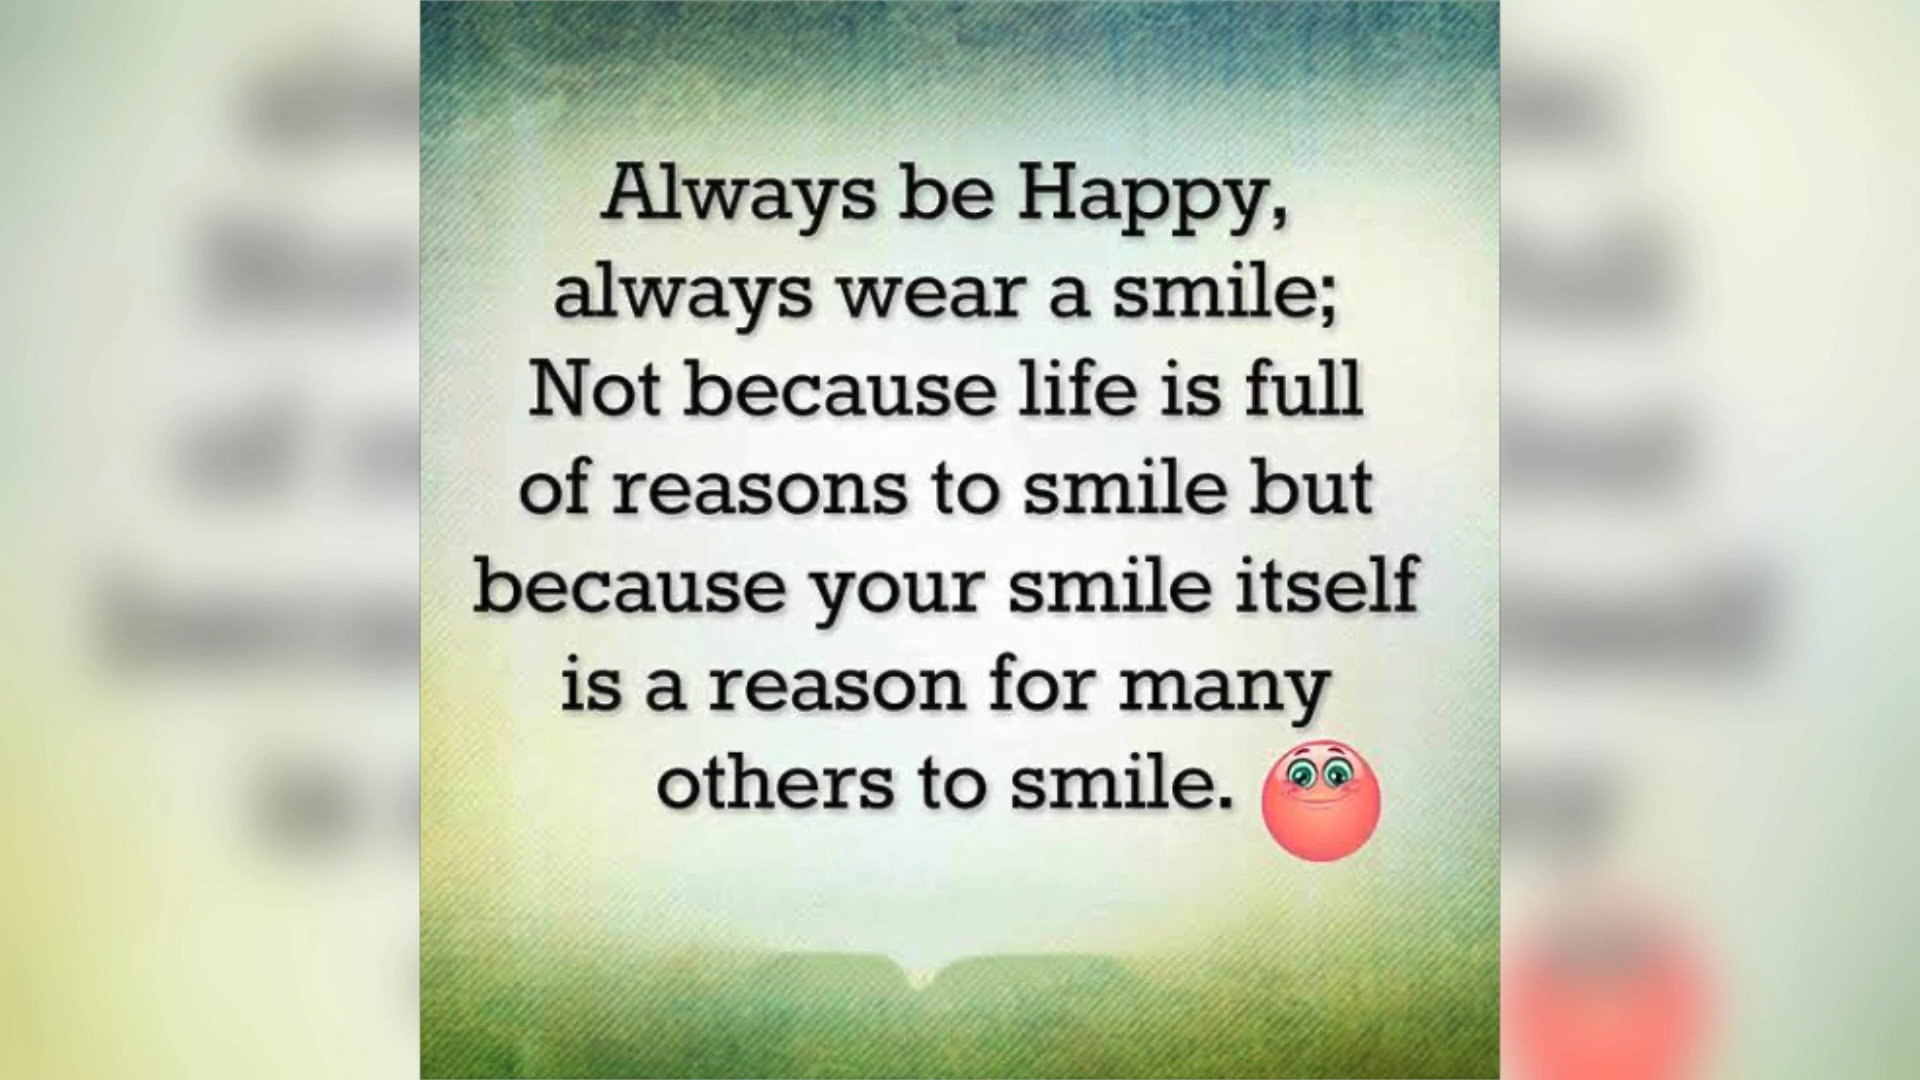 Always be Happy,
always wear a smile;
Not because life is full
of reasons to smile but
because your smile itself
is a reason for many
others to smile.